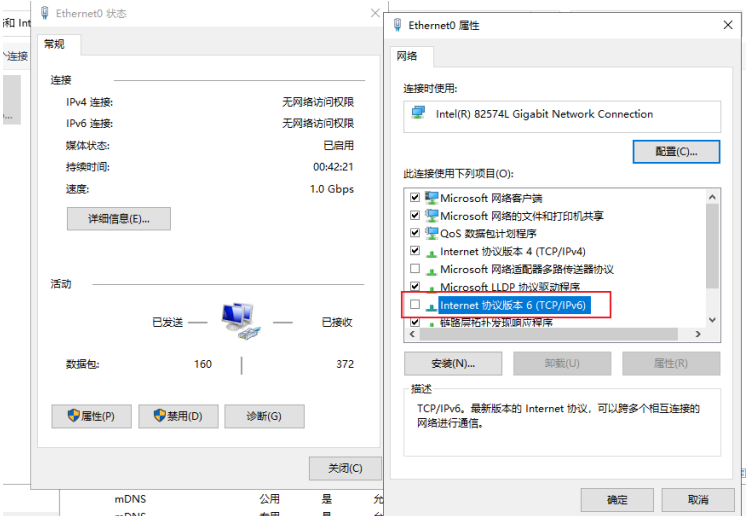 和 Int
个连接
Ethernet0 状态
常规
连接
IPv4 连接: 无网络访问权限
IPv6 连接: 无网络访问权限
媒体状态: 已启用
持续时间: 00:42:21
速度: 1.0 Gbps
详细信息(E)...
活动
已发送 — — 已接收
数据包: 160 372
属性(P) 禁用(D) 诊断(G)
关闭(C)
mDNS 公用 是 允
Ethernet0 属性
网络
连接时使用:
Intel(R) 82574L Gigabit Network Connection
配置(C)...
此连接使用下列项目(O):
Microsoft 网络客户端
Microsoft 网络的文件和打印机共享
QoS 数据包计划程序
Internet 协议版本 4 (TCP/IPv4)
Microsoft 网络适配器多路传送器协议
Microsoft LLDP 协议驱动程序
Internet 协议版本 6 (TCP/IPv6)
链路层拓扑发现响应程序
安装(N)... 卸载(U) 属性(R)
描述
TCP/IPv6。最新版本的 Internet 协议，可以跨多个相互连接的
网络进行通信。
确定 取消